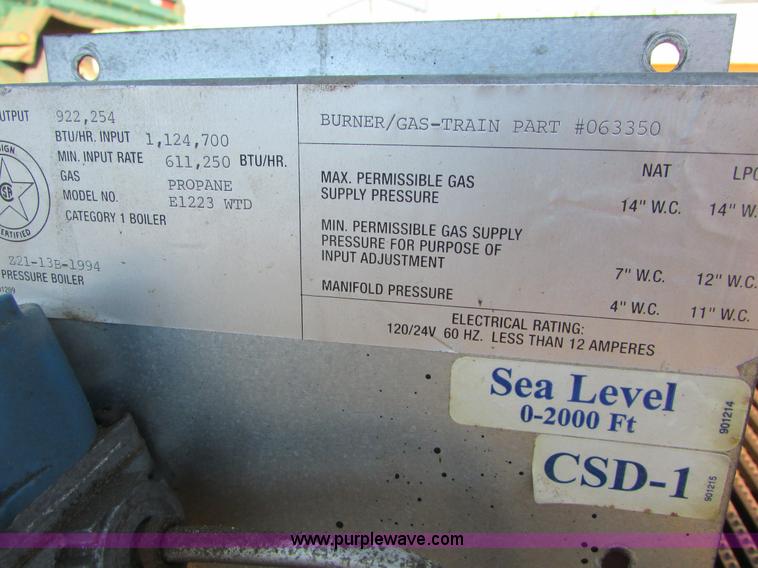 922,254
BTU/HR. INPUT 1,124,700
MIN. INPUT RATE 611,250 BTU/HR.
GAS PROPANE
MODEL NO. E1223 WTD
CATEGORY 1 BOILER
Z21-13B-1994
PRESSURE BOILER
BURNER/GAS-TRAIN PART #063350
NAT
MAX. PERMISSIBLE GAS
SUPPLY PRESSURE 14" W.C. 14" W.C.
MIN. PERMISSIBLE GAS SUPPLY
PRESSURE FOR PURPOSE OF
INPUT ADJUSTMENT 7" W.C. 12" W.C.
MANIFOLD PRESSURE 4" W.C. 11" W.C.
ELECTRICAL RATING:
120/24V 60 HZ. LESS THAN 12 AMPERES
Sea Level
0-2000 Ft
901214
CSD-1
901215
www.purplewave.com